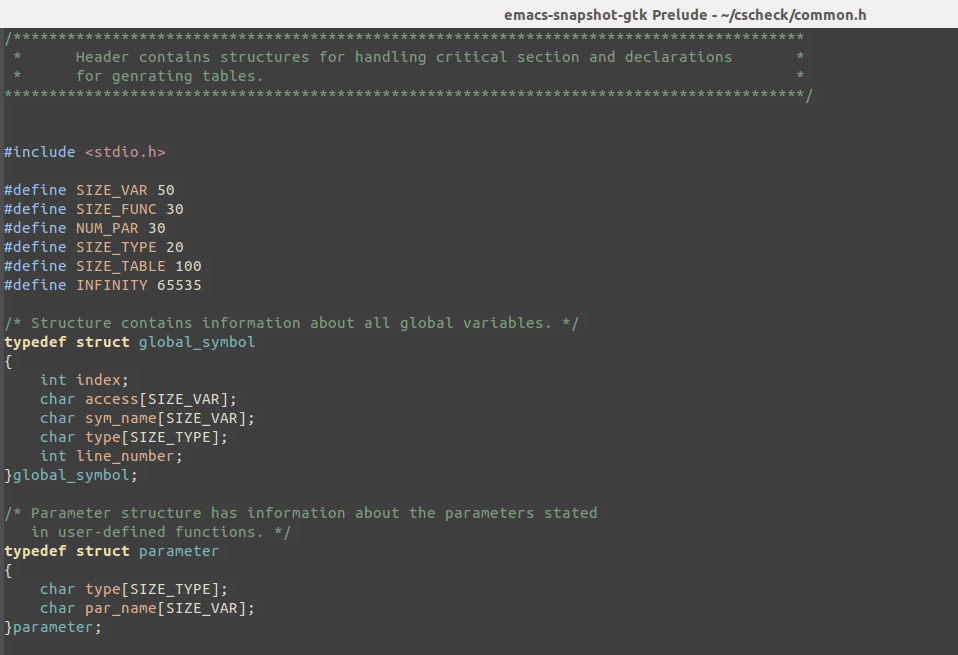 emacs-snapshot-gtk Prelude - ~/cscheck/common.h
/****************************************************************************************
 *      Header contains structures for handling critical section and declarations       *
 *      for genrating tables.                                                           *
*****************************************************************************************/
#include <stdio.h>
#define SIZE_VAR 50
#define SIZE_FUNC 30
#define NUM_PAR 30
#define SIZE_TYPE 20
#define SIZE_TABLE 100
#define INFINITY 65535
/* Structure contains information about all global variables. */
typedef struct global_symbol
{
    int index;
    char access[SIZE_VAR];
    char sym_name[SIZE_VAR];
    char type[SIZE_TYPE];
    int line_number;
}global_symbol;
/* Parameter structure has information about the parameters stated
   in user-defined functions. */
typedef struct parameter
{
    char type[SIZE_TYPE];
    char par_name[SIZE_VAR];
}parameter;